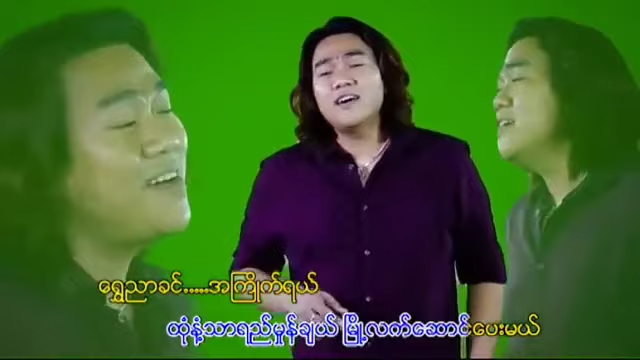 ရွှေညာခင်.....အကြိုက်ရယ်
ထုံနံ့သာရည်မှုန်ချယ် မြို့လက်ဆောင်ပေးမယ်